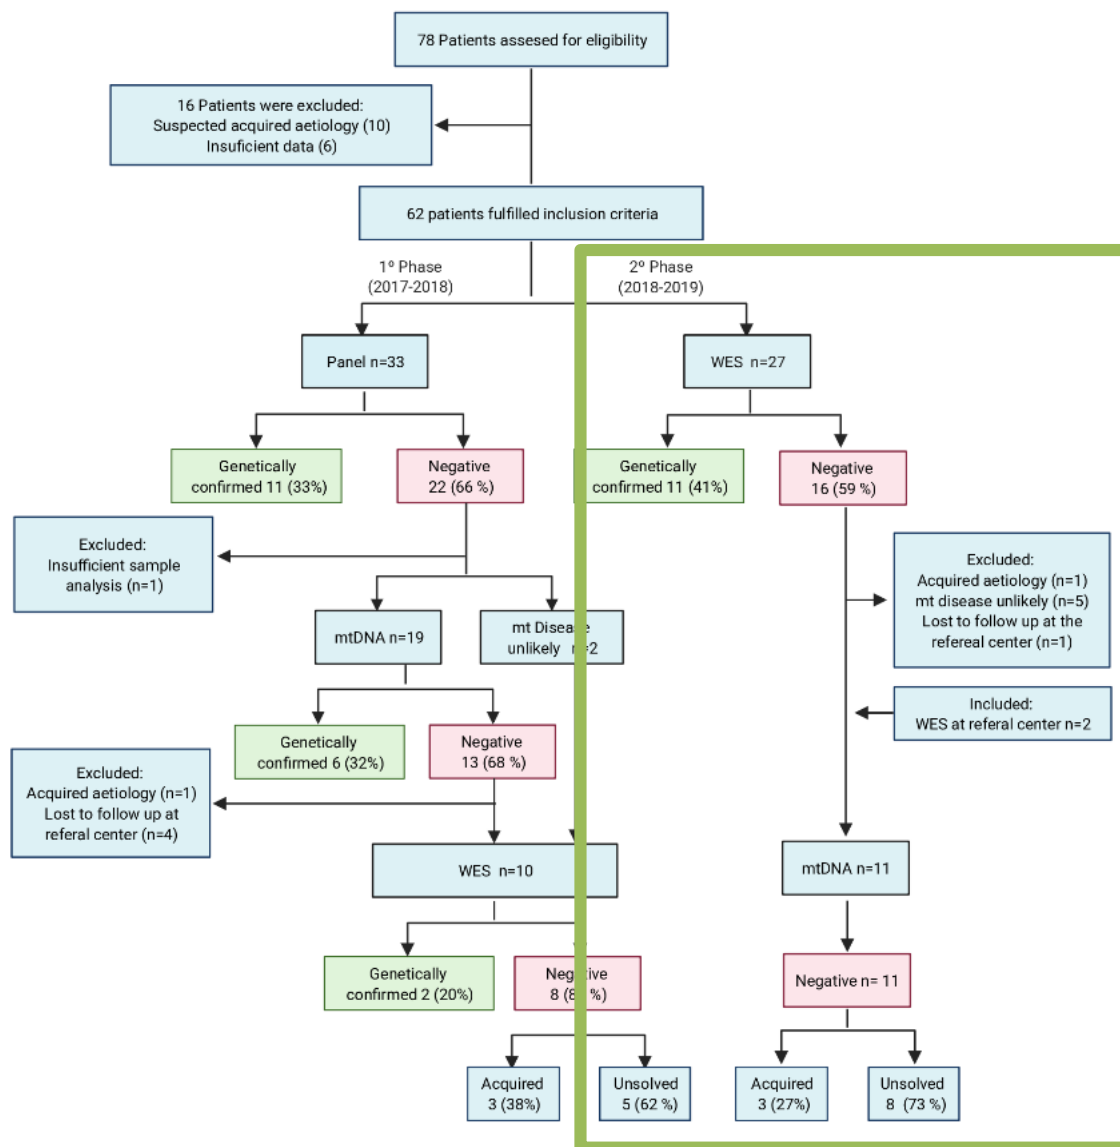 78 Patients assesed for eligibility
16 Patients were excluded:
Suspected acquired aetiology (10)
Insuficient data (6)
62 patients fulfilled inclusion criteria
1º Phase
(2017-2018)
2º Phase
(2018-2019)
Panel n=33
WES n=27
Genetically
confirmed 11 (33%)
Negative
22 (66 %)
Genetically
confirmed 11 (41%)
Negative
16 (59 %)
Excluded:
Insufficient sample
analysis (n=1)
Excluded:
Acquired aetiology (n=1)
mt disease unlikely (n=5)
Lost to follow up at the
refereal center (n=1)
mtDNA n=19
mt Disease
unlikely n=2
Included:
WES at referal center n=2
Genetically
confirmed 6 (32%)
Negative
13 (68 %)
Excluded:
Acquired aetiology (n=1)
Lost to follow up at
referal center (n=4)
WES n=10
mtDNA n=11
Genetically
confirmed 2 (20%)
Negative
8
Negative n= 11
Acquired
3 (38%)
Unsolved
5 (62 %)
Acquired
3 (27%)
Unsolved
8 (73 %)